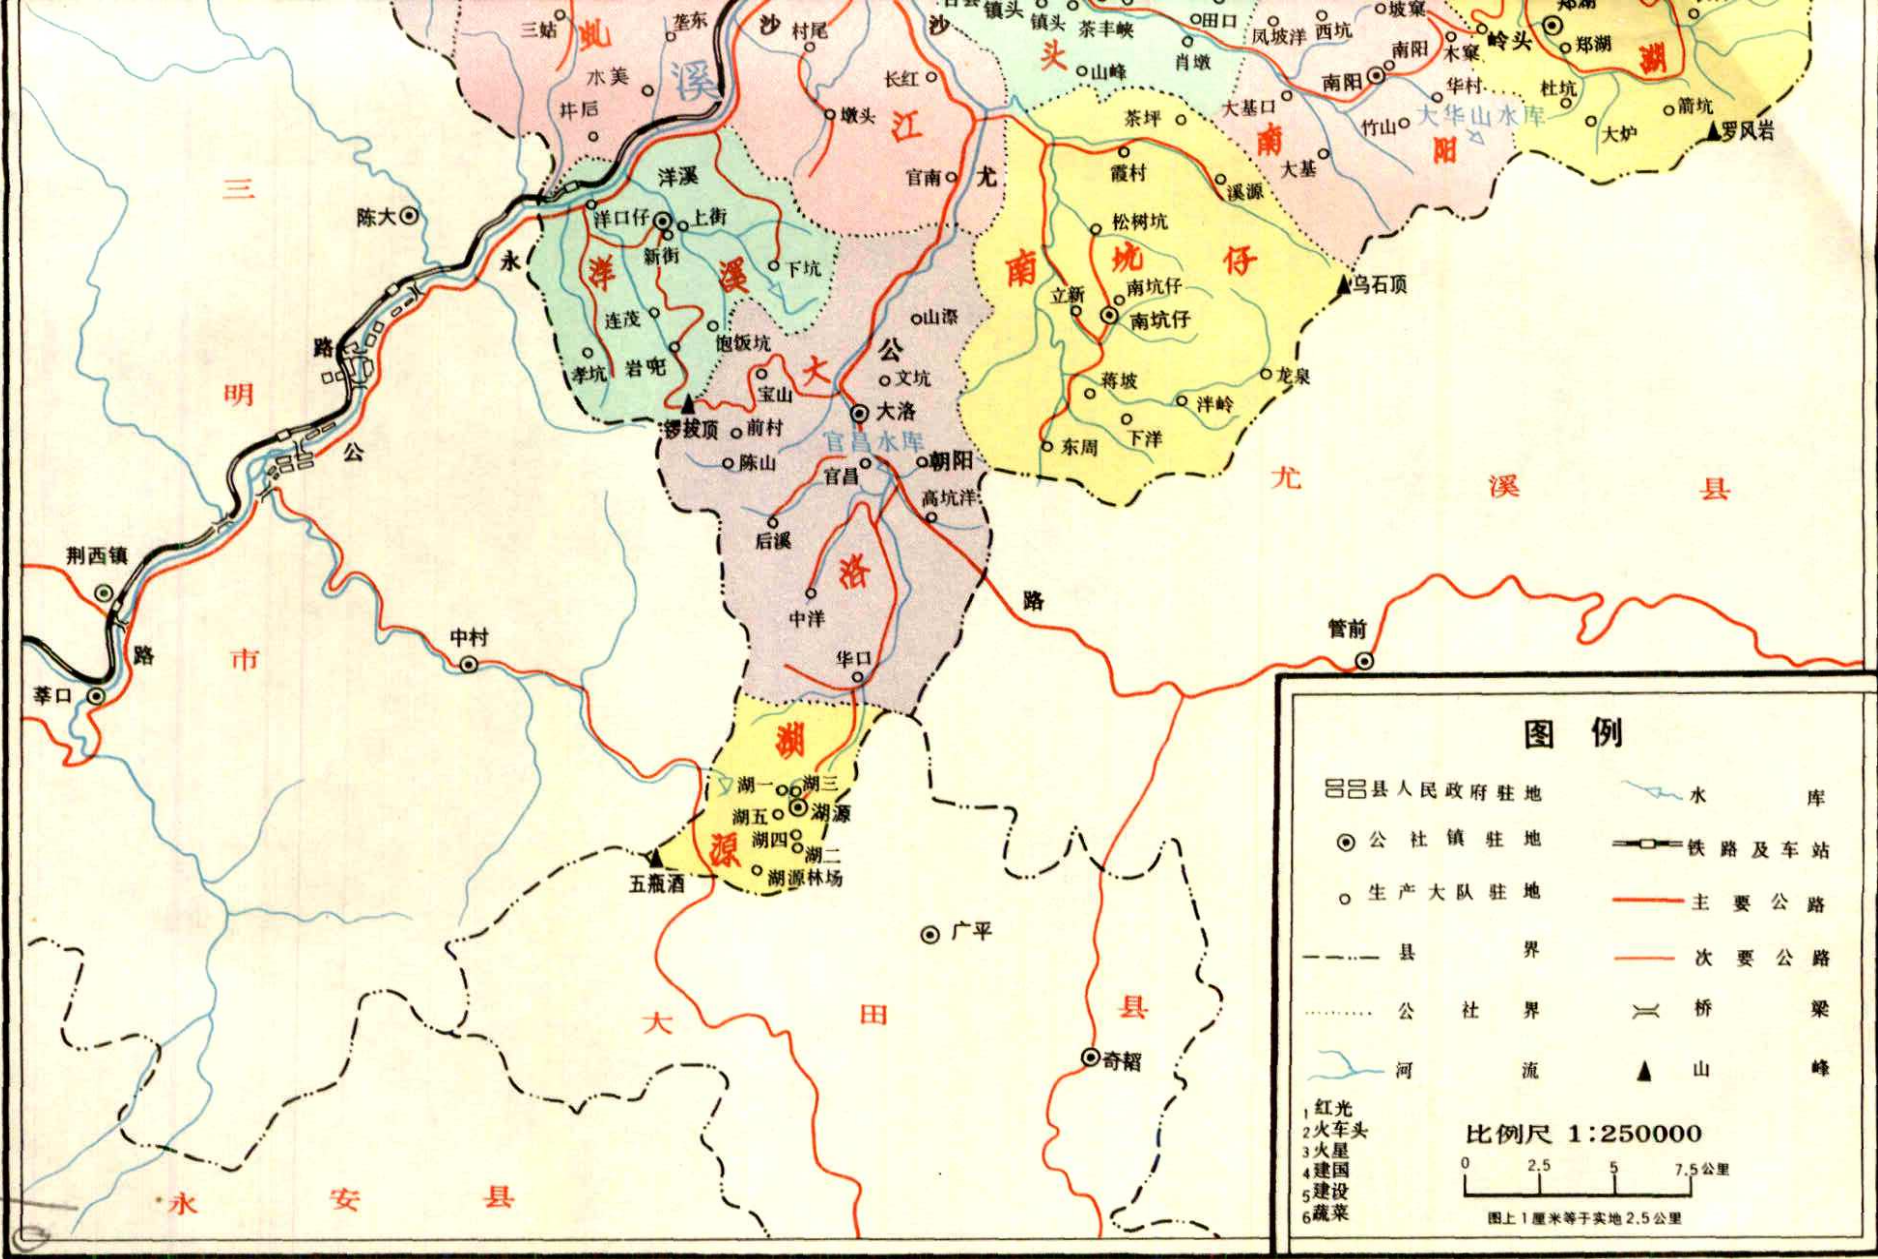 三姑
虬
垄东
水美
井后
溪
沙
村尾
沙
长红
墩头
江
官南
尤
镇头
镇头
茶丰峡
头
山峰
田口
肖墩
凤坡洋
西坑
坡窠
南阳
南阳
木窠
岭头
郑湖
郑湖
湖
杜坑
箭坑
大炉
罗风岩
华村
大华山水库
竹山
大基口
南
阳
大基
茶坪
霞村
溪源
松树坑
南
坑
仔
立新
南坑仔
南坑仔
乌石顶
蒋坡
泮岭
龙泉
下洋
东周
三
明
市
陈大
永
路
公
路
洋溪
洋口仔
上街
新街
洋
溪
下坑
连茂
饱饭坑
孝坑
岩兜
锣拔顶
大
公
山漈
文坑
宝山
大洛
前村
官昌水库
陈山
官昌
朝阳
高坑洋
后溪
洛
中洋
华口
路
尤
溪
县
管前
荆西镇
莘口
中村
湖
湖一
湖三
湖五
湖源
湖四
湖二
源
湖源林场
五瓶酒
广平
大
田
县
奇韬
永
安
县
图例
县人民政府驻地
公社镇驻地
生产大队驻地
县界
公社界
河流
水库
铁路及车站
主要公路
次要公路
桥梁
山峰
1红光
2火车头
3火星
4建国
5建设
6蔬菜
比例尺 1:250000
0 2.5 5 7.5公里
图上1厘米等于实地2.5公里